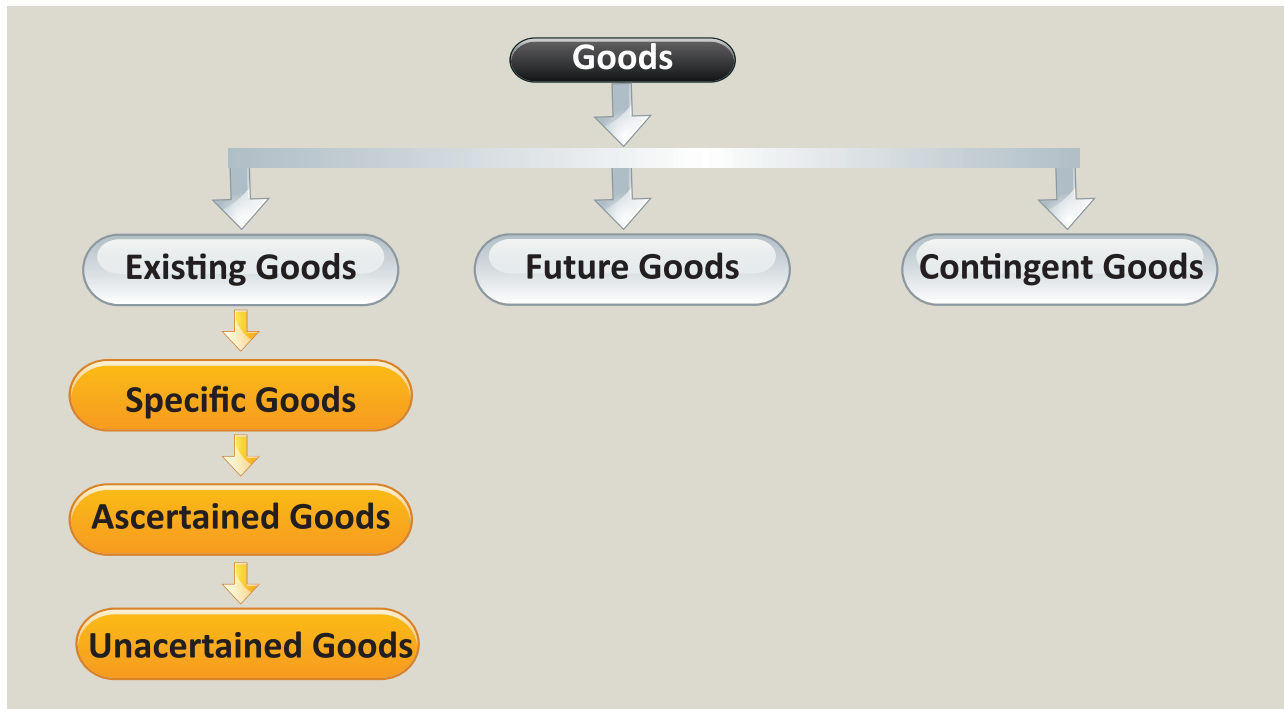 Goods
Existing Goods
Future Goods
Contingent Goods
Specific Goods
Ascertained Goods
Unacertained Goods